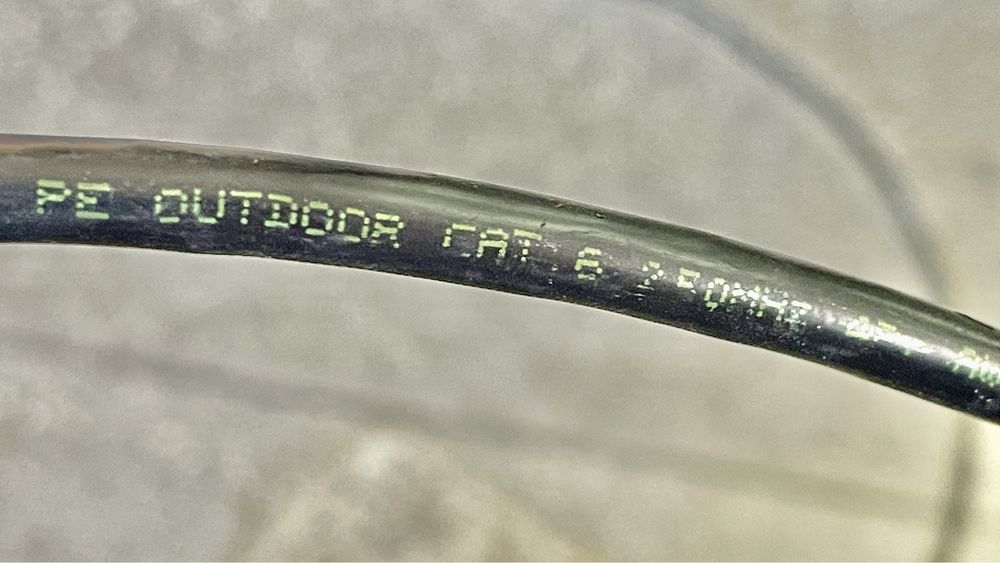 PE OUTDOOR CAT 6 250MHZ